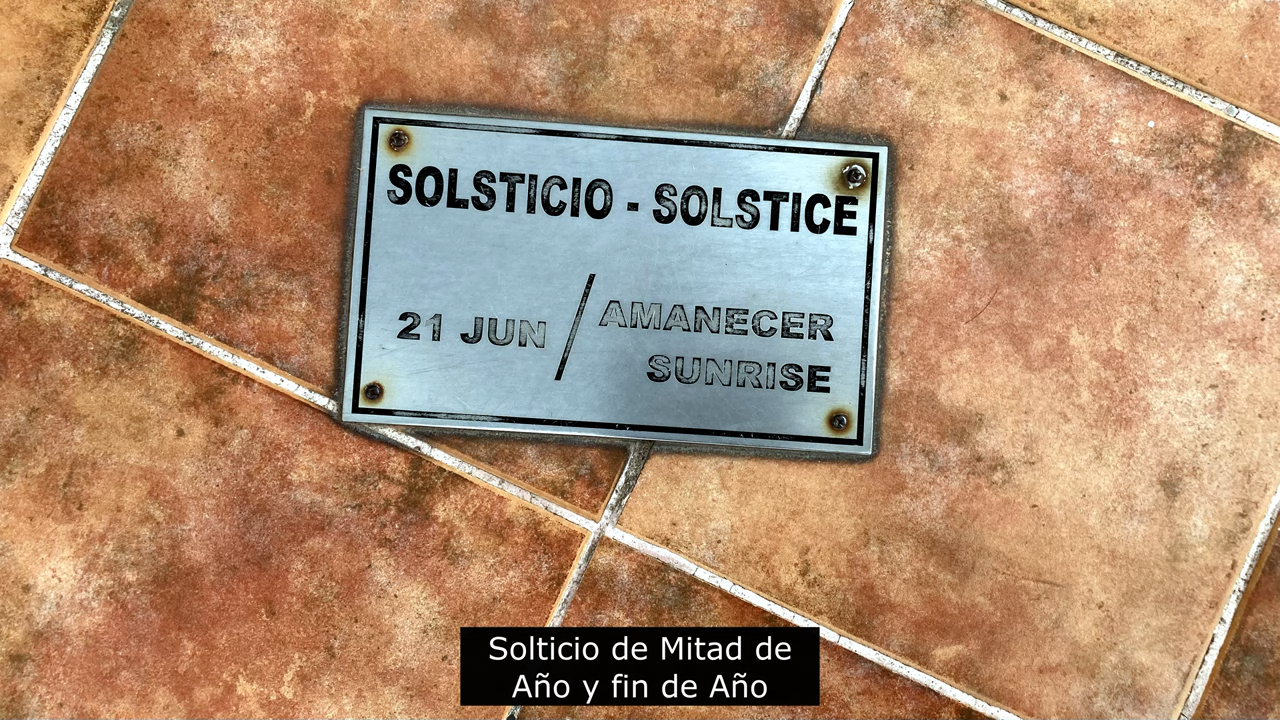 SOLSTICIO - SOLSTICE
21 JUN / AMANECER
SUNRISE
Solticio de Mitad de
Año y fin de Año